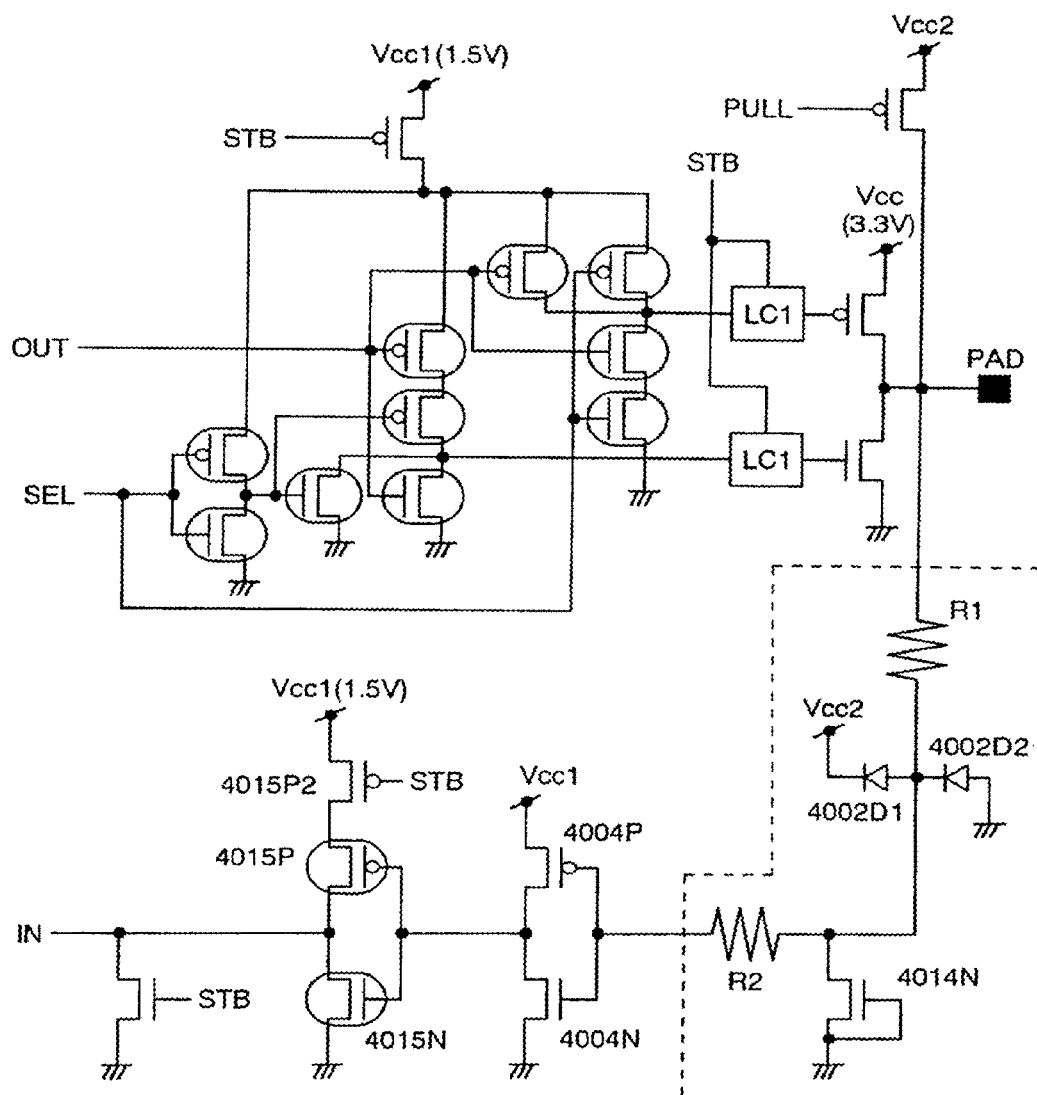 Vcc2
Vcc1(1.5V)
PULL
STB
STB
Vcc
(3.3V)
LC1
OUT
PAD
LC1
SEL
R1
Vcc1(1.5V)
Vcc2
4002D2
4015P2
STB
Vcc1
4002D1
4004P
4015P
IN
R2
4014N
STB
4015N
4004N